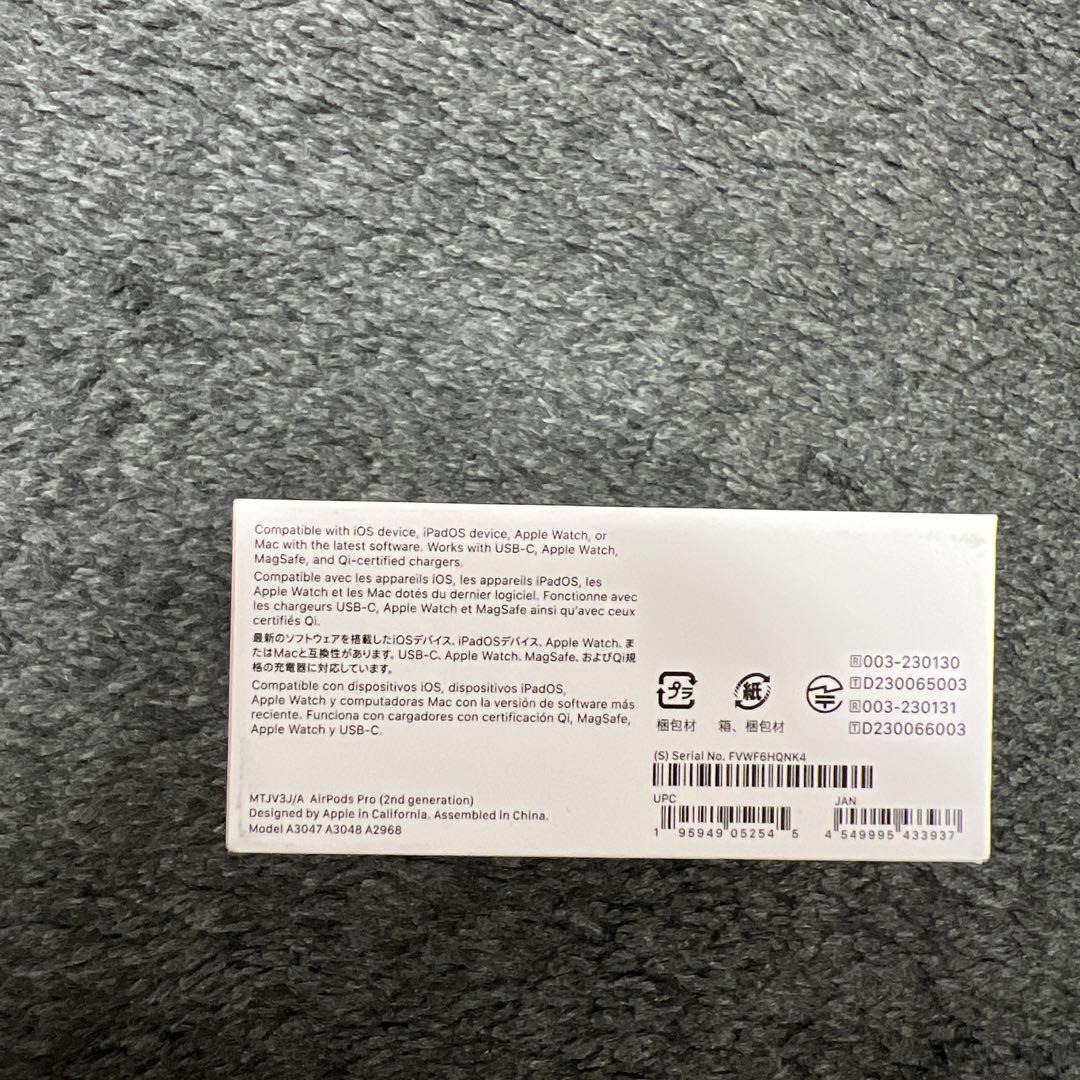 Compatible with iOS device, iPadOS device, Apple Watch, or
Mac with the latest software. Works with USB-C, Apple Watch,
MagSafe, and Qi-certified chargers.
Compatible avec les appareils iOS, les appareils iPadOS, les
Apple Watch et les Mac dotés du dernier logiciel. Fonctionne avec
les chargeurs USB-C, Apple Watch et MagSafe ainsi qu'avec ceux
certifiés Qi.
最新のソフトウェアを搭載したiOSデバイス、iPadOSデバイス、Apple Watch、ま
たはMacと互換性があります。USB-C、Apple Watch、MagSafe、およびQi規
格の充電器に対応しています。
Compatible con dispositivos iOS, dispositivos iPadOS,
Apple Watch y computadoras Mac con la versión de software más
reciente. Funciona con cargadores con certificación Qi, MagSafe,
Apple Watch y USB-C.
MTJV3J/A AirPods Pro (2nd generation)
Designed by Apple in California. Assembled in China.
Model A3047 A3048 A2968
プラ
梱包材
紙
箱、梱包材
R003-230130
TD230065003
R003-230131
TD230066003
(S) Serial No. FVWF6HQNK4
UPC
1 95949 05254 5
JAN
4 549995 433937